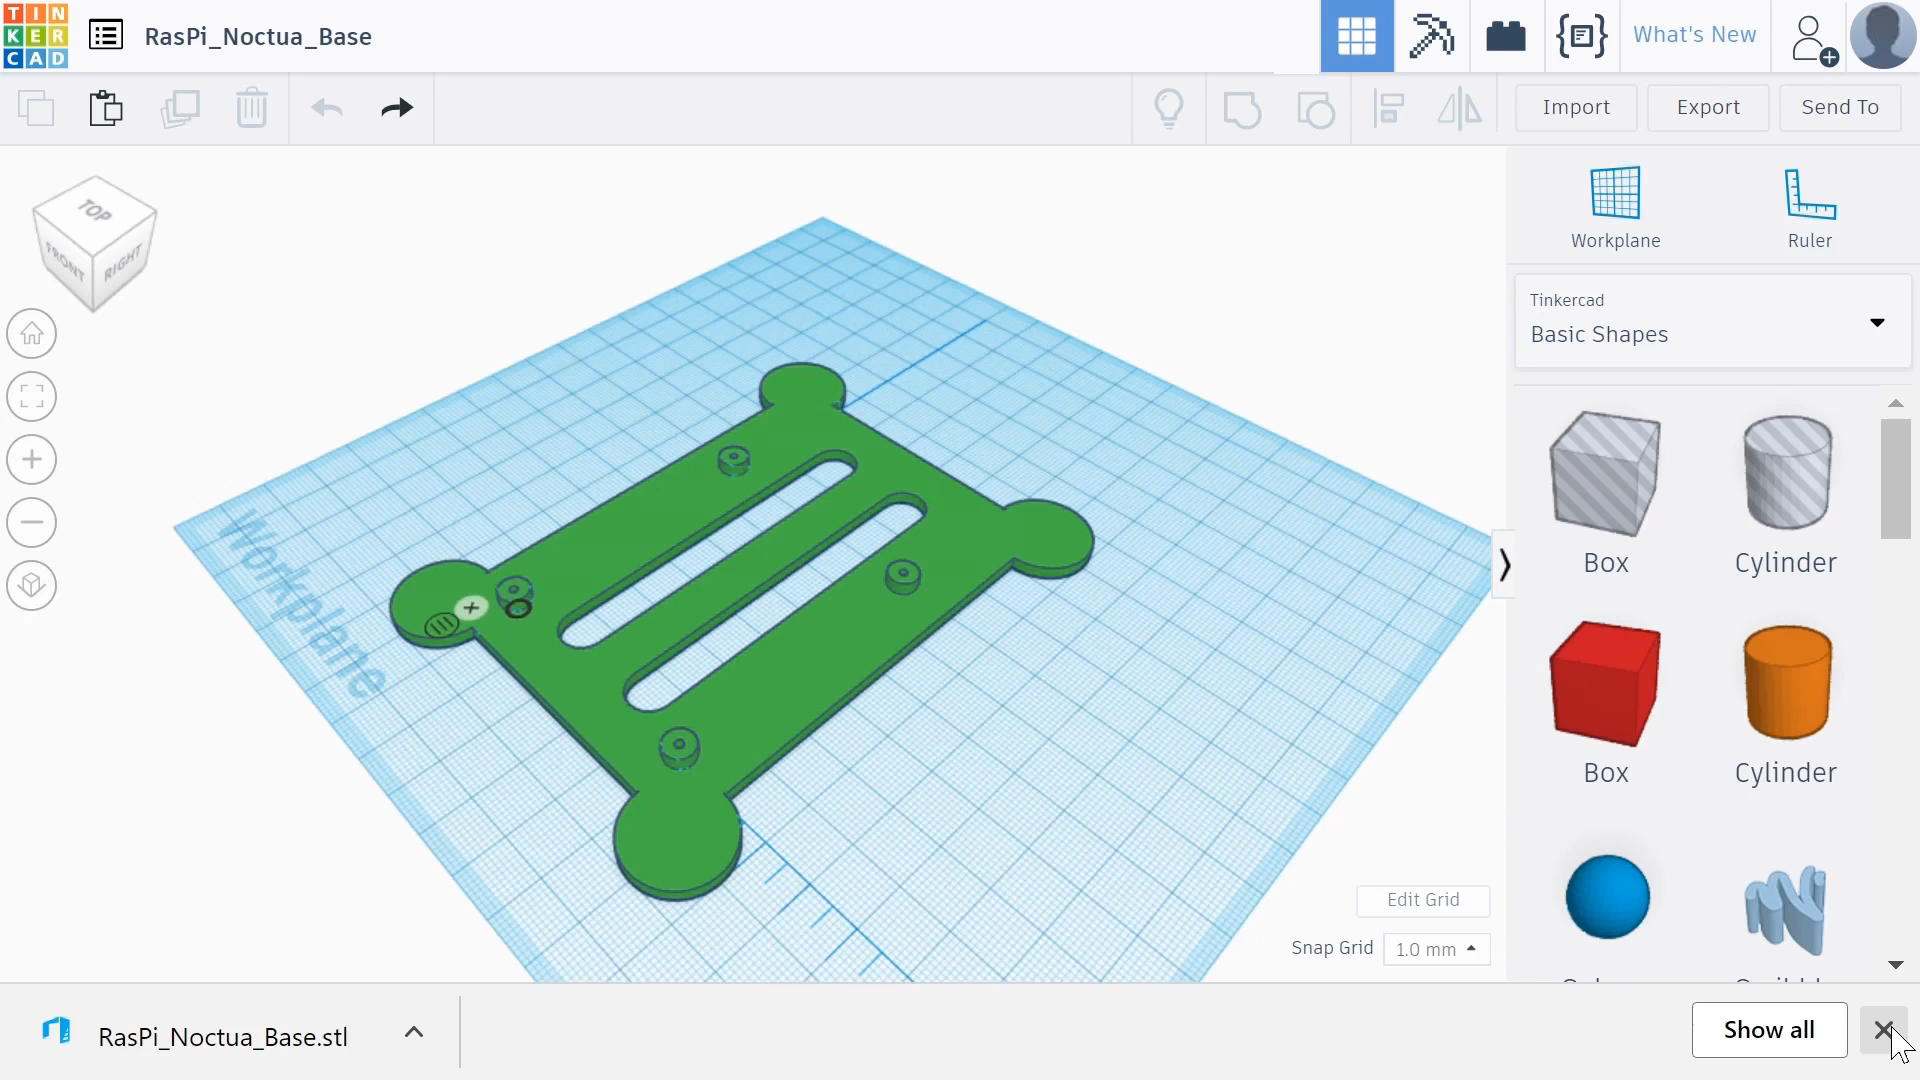 TIN
KER
CAD
RasPi_Noctua_Base
What's New
Import
Export
Send To
TOP
FRONT
RIGHT
Workplane
Ruler
Tinkercad
Basic Shapes
Box
Cylinder
Box
Cylinder
Workplane
Edit Grid
Snap Grid
1.0 mm
RasPi_Noctua_Base.stl
Show all